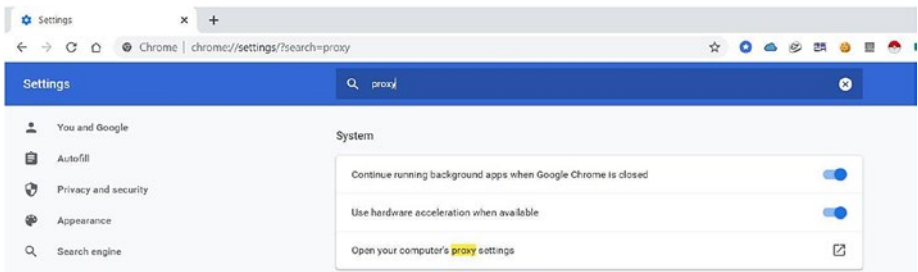 Settings
Chrome | chrome://settings/?search=proxy
Settings
proxy
You and Google
Autofill
Privacy and security
Appearance
Search engine
System
Continue running background apps when Google Chrome is closed
Use hardware acceleration when available
Open your computer's proxy settings